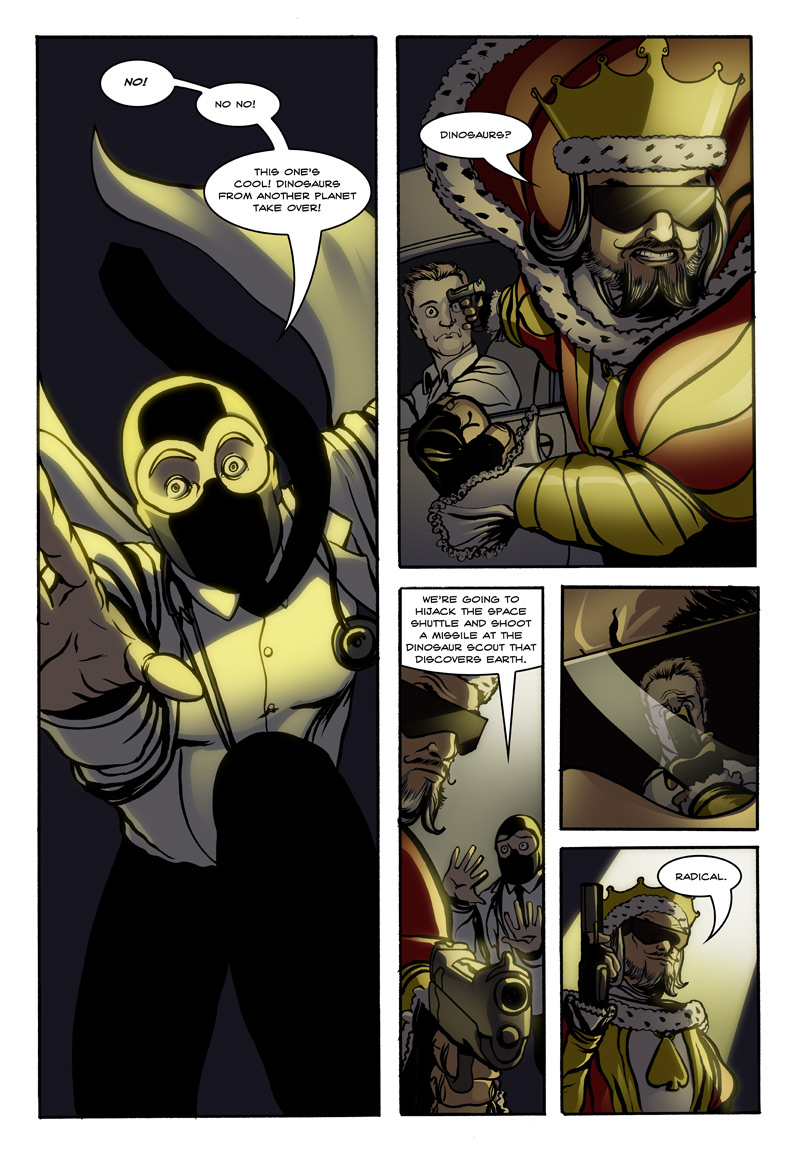 NO!
NO NO!
THIS ONE'S
COOL! DINOSAURS
FROM ANOTHER PLANET
TAKE OVER!
DINOSAURS?
WE'RE GOING TO
HIJACK THE SPACE
SHUTTLE AND SHOOT
A MISSILE AT THE
DINOSAUR SCOUT THAT
DISCOVERS EARTH.
RADICAL.